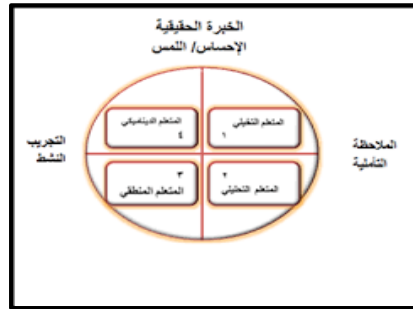 الخبرة الحقيقية
الإحساس/ اللمس
المتعلم التخيلي
١
المتعلم الديناميكي
٤
الملاحظة
التأملية
التجريب
النشط
٢
المتعلم التحليلي
٣
المتعلم المنطقي